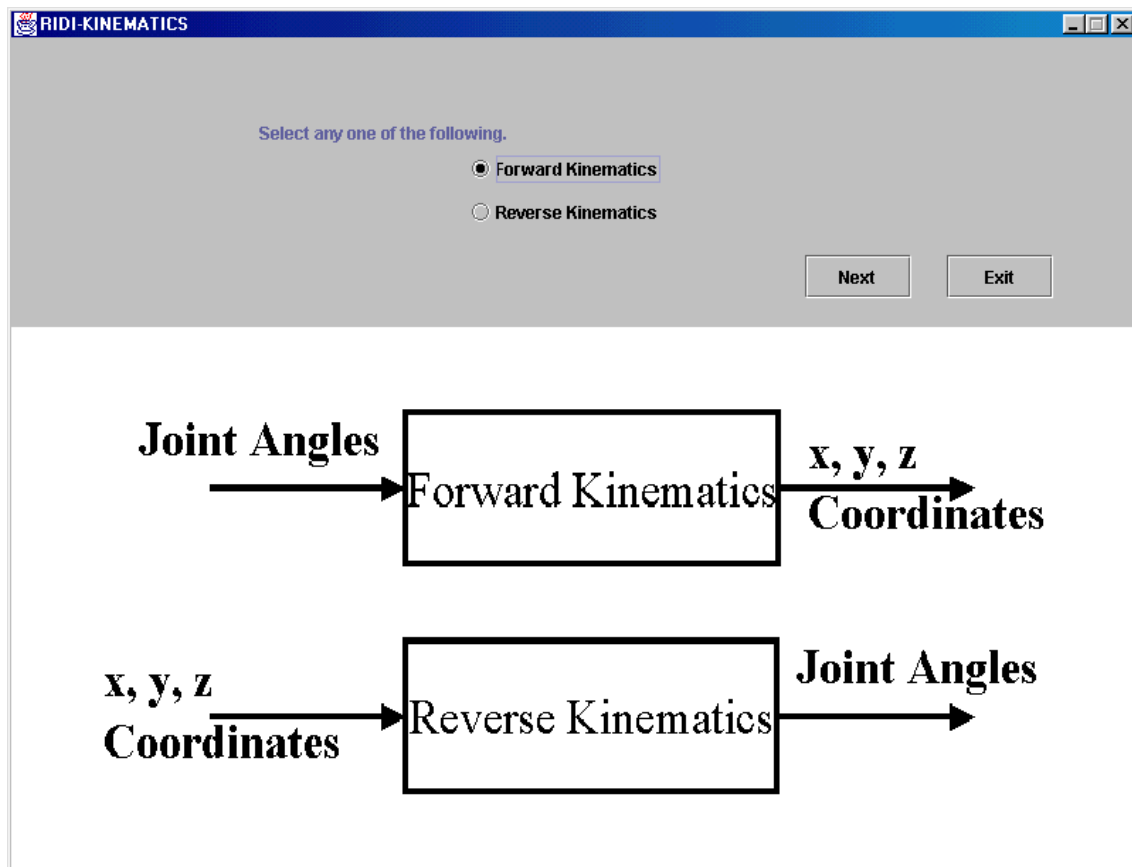 RIDI-KINEMATICS
Select any one of the following.
Forward Kinematics
Reverse Kinematics
Next Exit
Joint Angles
Forward Kinematics
x, y, z
Coordinates
x, y, z
Coordinates
Reverse Kinematics
Joint Angles